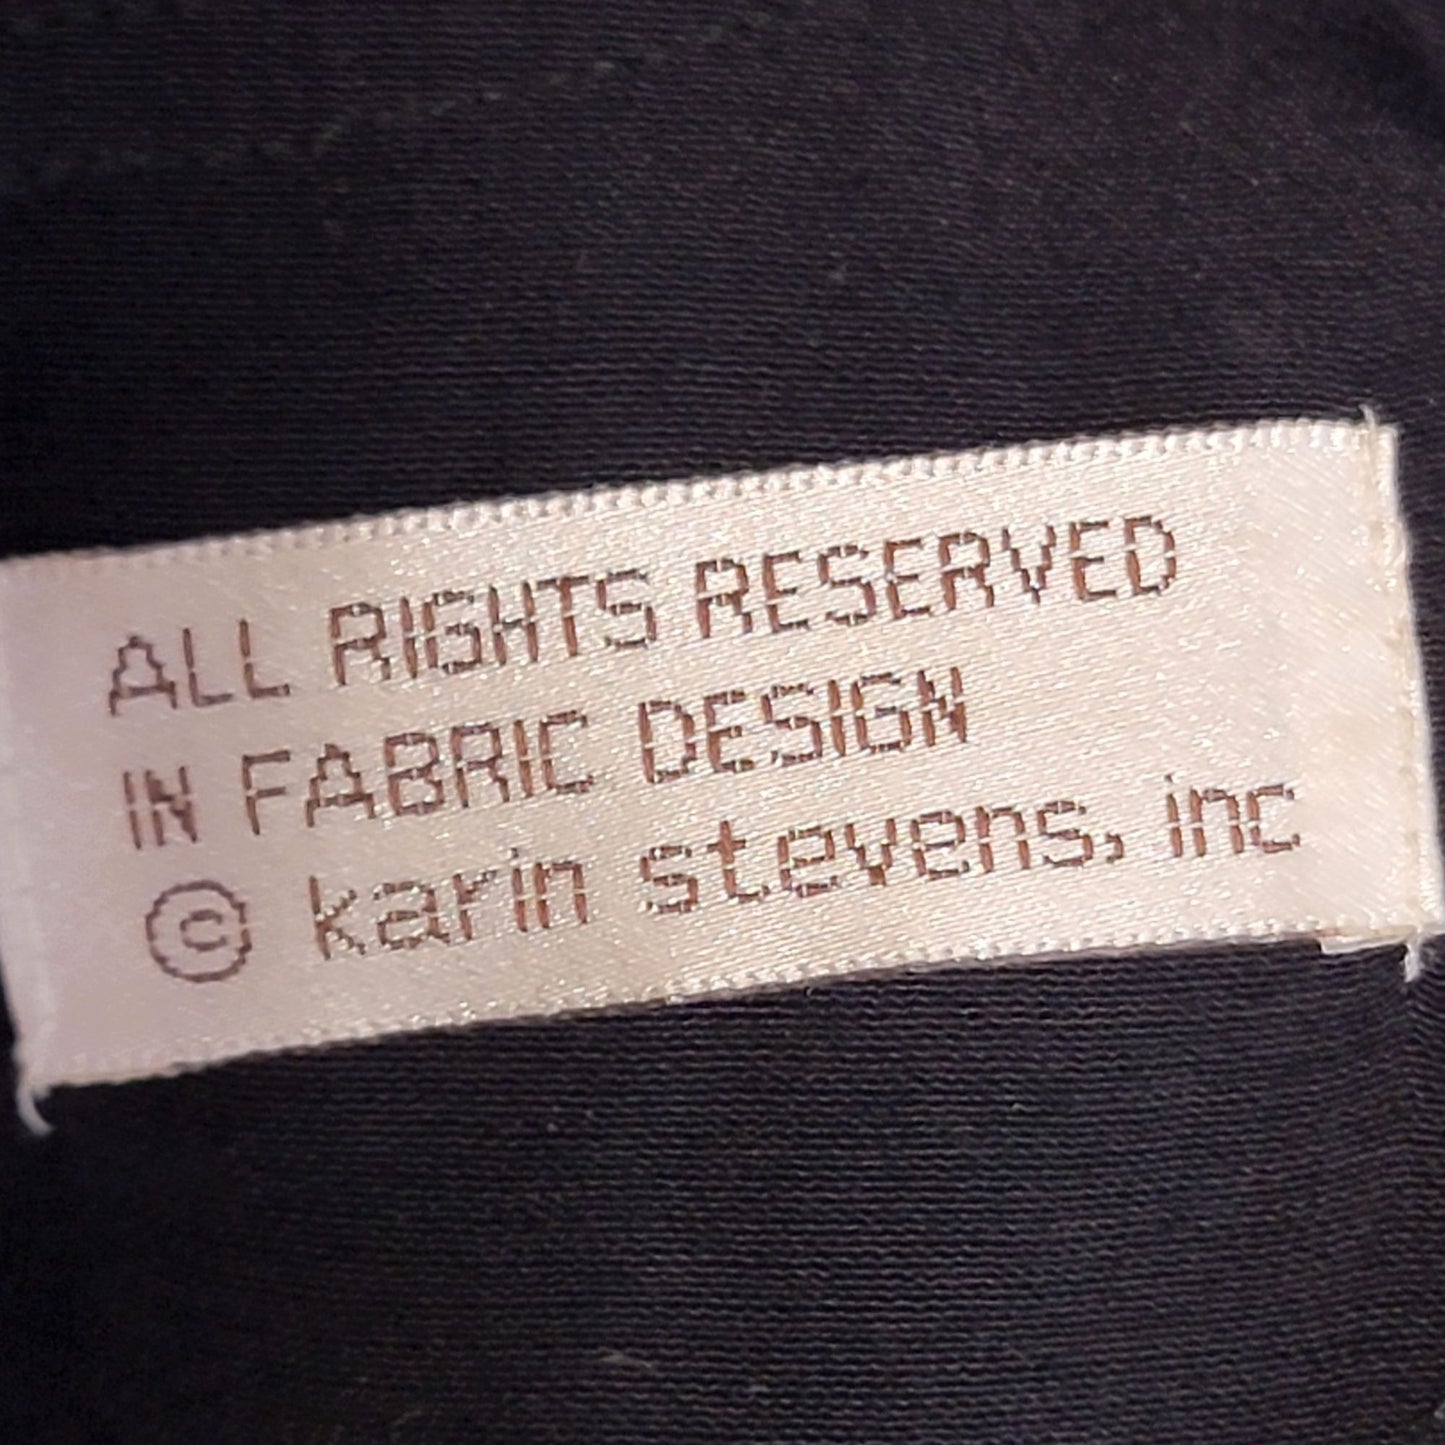 ALL RIGHTS RESERVED
IN FABRIC DESIGN
© karin stevens, inc